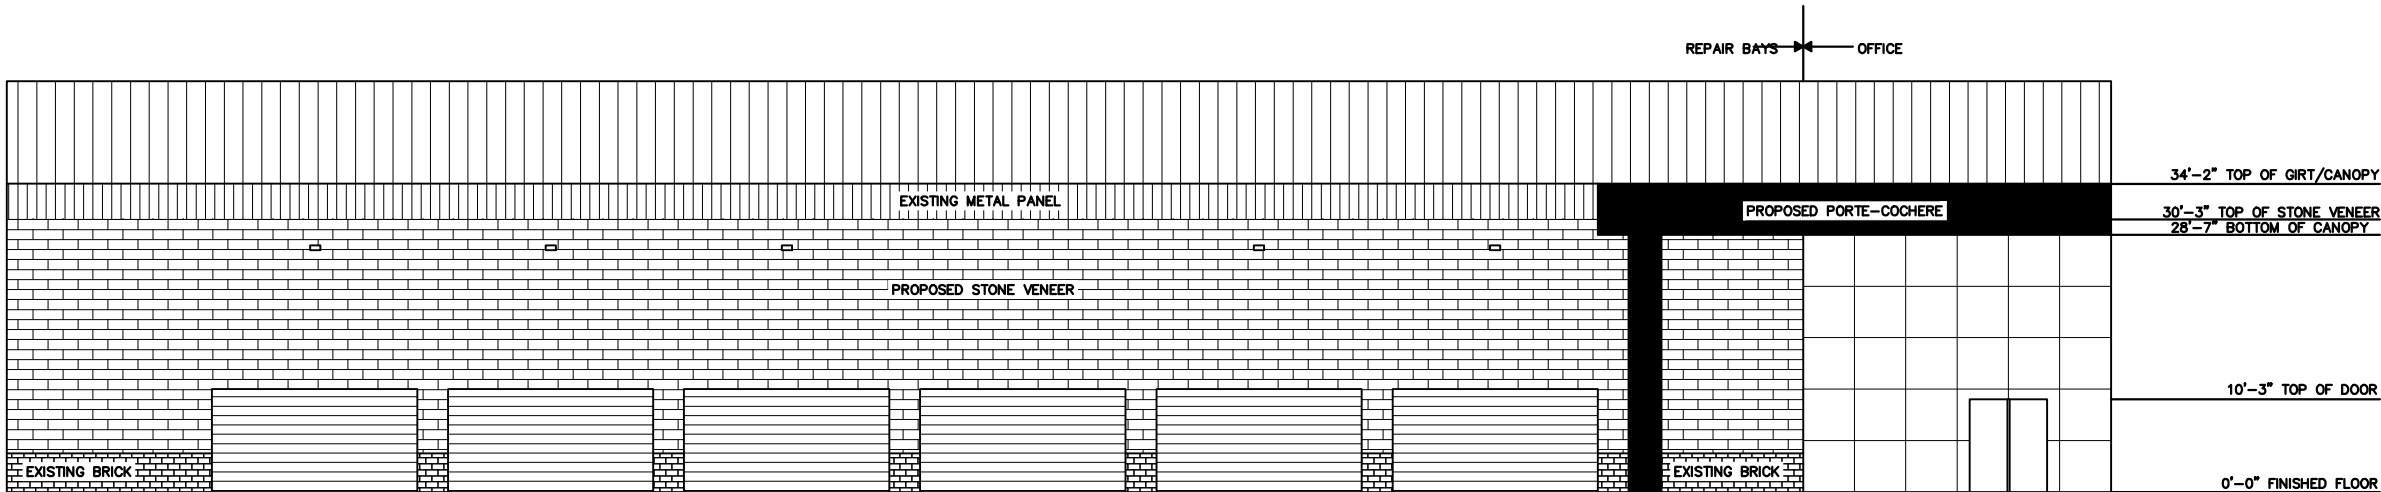 REPAIR BAYS
OFFICE
34'-2" TOP OF GIRT/CANOPY
EXISTING METAL PANEL
PROPOSED PORTE-COCHERE
30'-3" TOP OF STONE VENEER
28'-7" BOTTOM OF CANOPY
PROPOSED STONE VENEER
10'-3" TOP OF DOOR
EXISTING BRICK
EXISTING BRICK
0'-0" FINISHED FLOOR